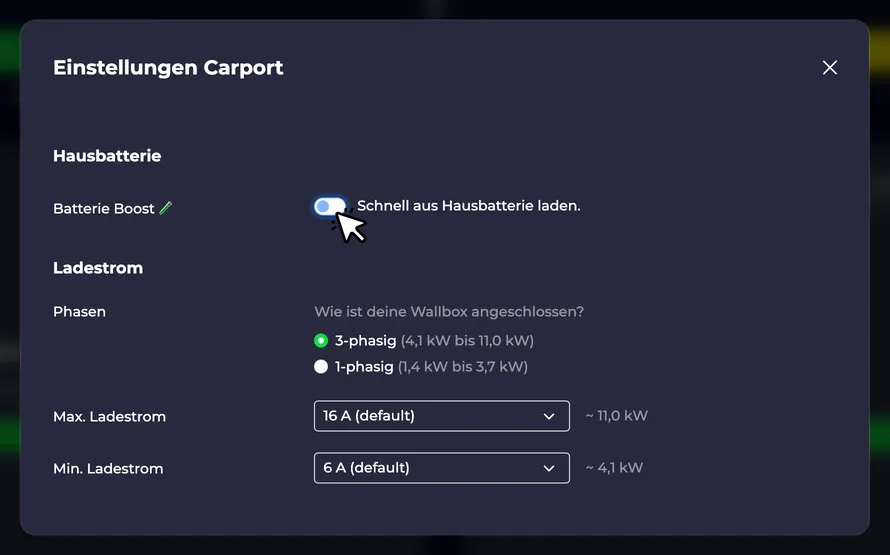 Einstellungen Carport
Hausbatterie
Batterie Boost
Schnell aus Hausbatterie laden.
Ladestrom
Phasen
Wie ist deine Wallbox angeschlossen?
3-phasig (4,1 kW bis 11,0 kW)
1-phasig (1,4 kW bis 3,7 kW)
Max. Ladestrom
16 A (default)
~ 11,0 kW
Min. Ladestrom
6 A (default)
~ 4,1 kW